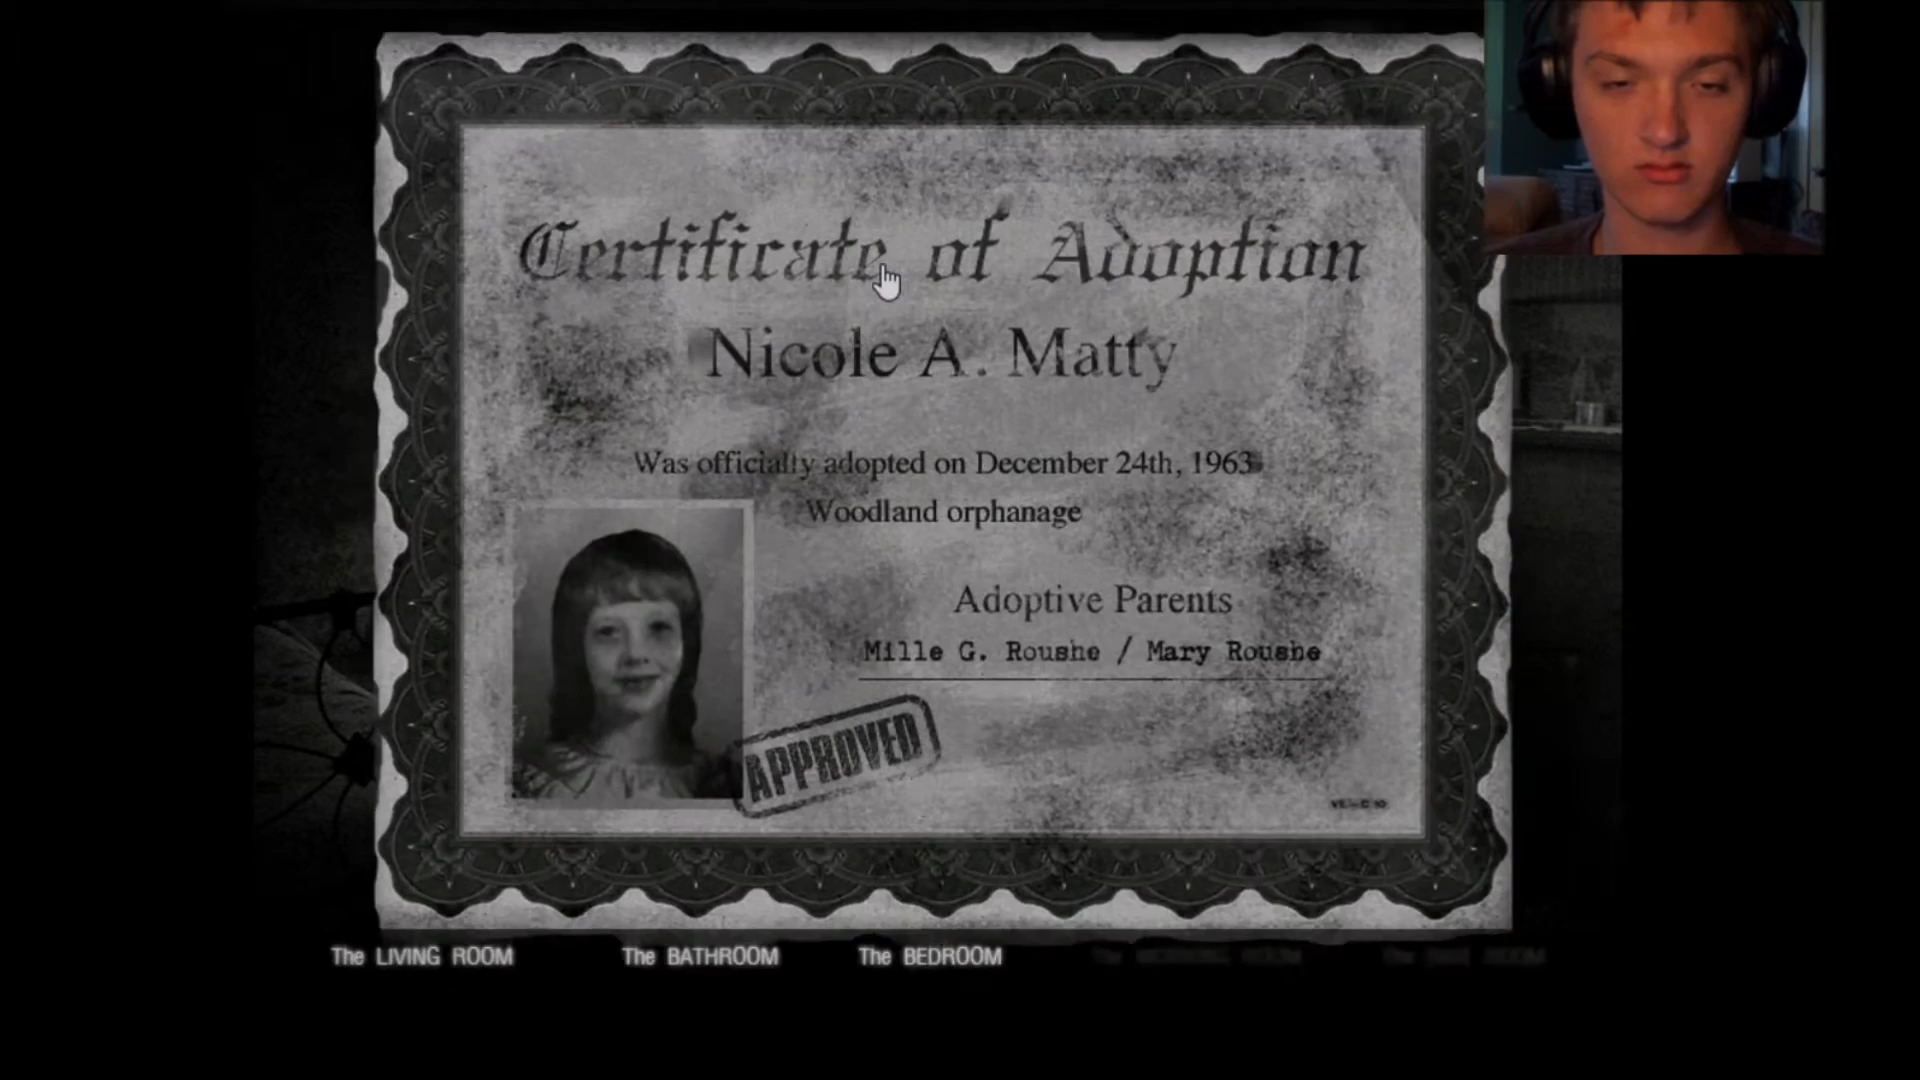 Certificate of Adoption
Nicole A. Matty
Was officially adopted on December 24th, 1963
Woodland orphanage
Adoptive Parents
Mille G. Roushe / Mary Roushe
APPROVED
The LIVING ROOM
The BATHROOM
The BEDROOM